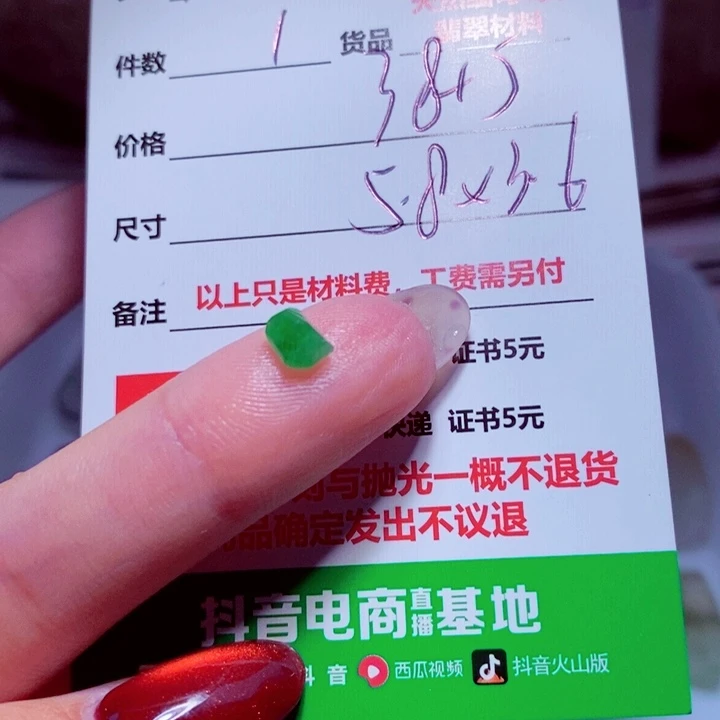 件数 1 货品
翡翠材料
价格 38+5
尺寸 5.8x3.6
备注 以上只是材料费，工费需另付
证书5元
快递 证书5元
与抛光一概不退货
品确定发出不议退
抖音电商直播基地
抖音 西瓜视频 抖音火山版